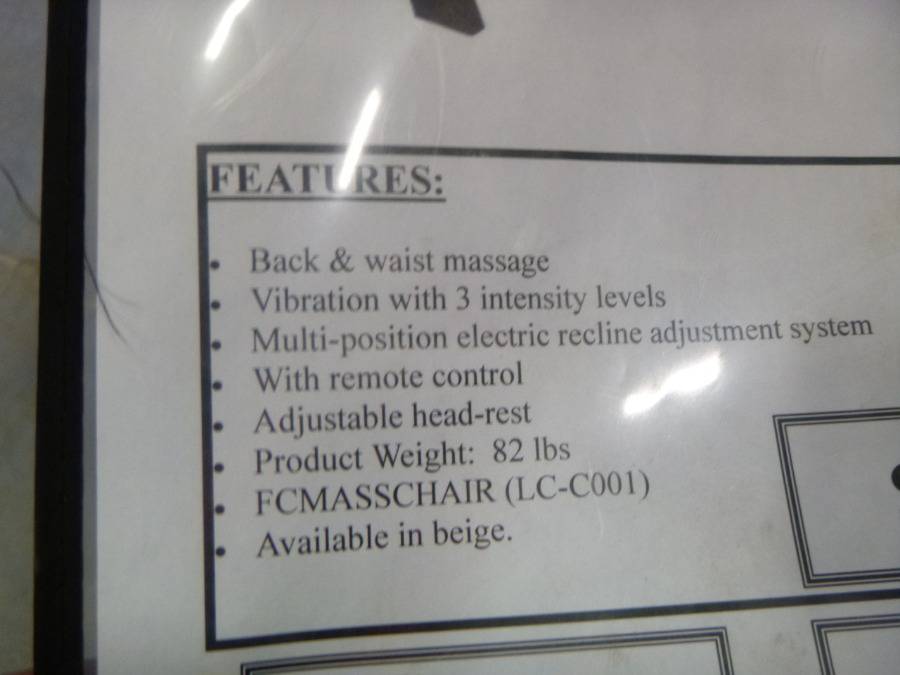 FEATURES:
• Back & waist massage
• Vibration with 3 intensity levels
• Multi-position electric recline adjustment system
• With remote control
• Adjustable head-rest
• Product Weight: 82 lbs
• FCMASSCHAIR (LC-C001)
• Available in beige.